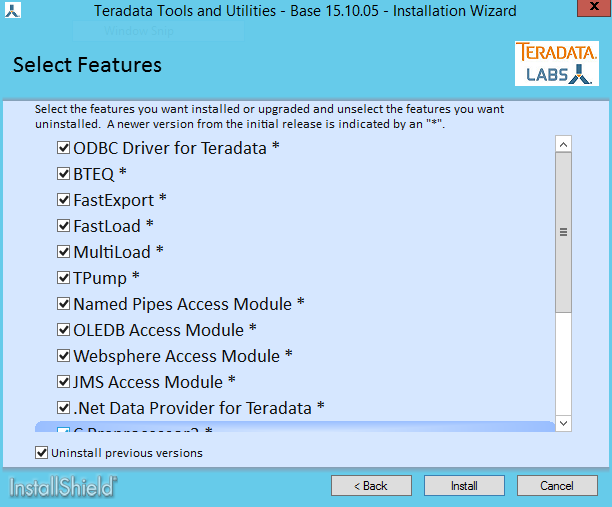 Teradata Tools and Utilities - Base 15.10.05 - Installation Wizard
x
Window Snip
Select Features
TERADATA.
LABS
Select the features you want installed or upgraded and unselect the features you want
uninstalled. A newer version from the initial release is indicated by an "*".
ODBC Driver for Teradata *
BTEQ *
FastExport *
FastLoad *
MultiLoad *
TPump *
Named Pipes Access Module *
OLEDB Access Module *
Websphere Access Module *
JMS Access Module *
.Net Data Provider for Teradata *
C Preprocessor2 *
Uninstall previous versions
InstallShield
< Back
Install
Cancel